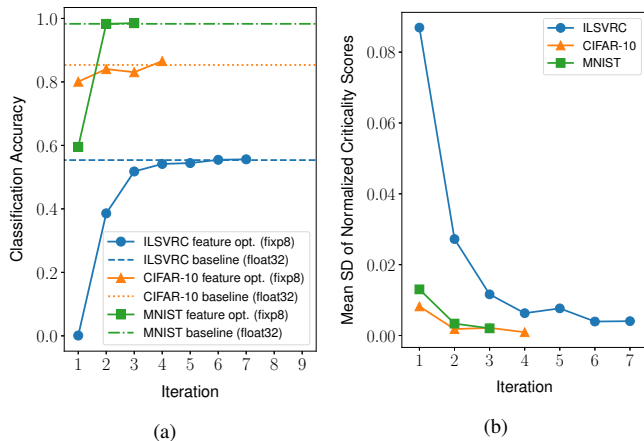 1.0
0.8
0.6
0.4
0.2
0.0
Classification Accuracy
ILSVRC feature opt. (fixp8)
ILSVRC baseline (float32)
CIFAR-10 feature opt. (fixp8)
CIFAR-10 baseline (float32)
MNIST feature opt. (fixp8)
MNIST baseline (float32)
1 2 3 4 5 6 7 8 9
Iteration
(a)
0.08
0.06
0.04
0.02
0.00
Mean SD of Normalized Criticality Scores
ILSVRC
CIFAR-10
MNIST
1 2 3 4 5 6 7
Iteration
(b)